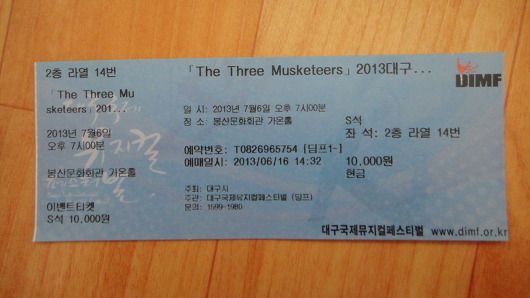 2층 라열 14번
「The Three Mu
sketeers」201...
2013년 7월6일
오후 7시00분
봉산문화회관 가온홀
이벤트티켓
S석 10,000원
「The Three Musketeers」2013대구...
DIMF
일 시: 2013년 7월6일 오후 7시00분
장 소: 봉산문화회관 가온홀
S석
좌 석: 2층 라열 14번
예약번호: T0826965754 [딤프1-]
예매일시: 2013/06/16 14:32
10,000원
현금
주최: 대구시
주관: 대구국제뮤지컬페스티벌 (딤프)
문의: 1599-1980
대구국제뮤지컬페스티벌 www.dimf.or.kr